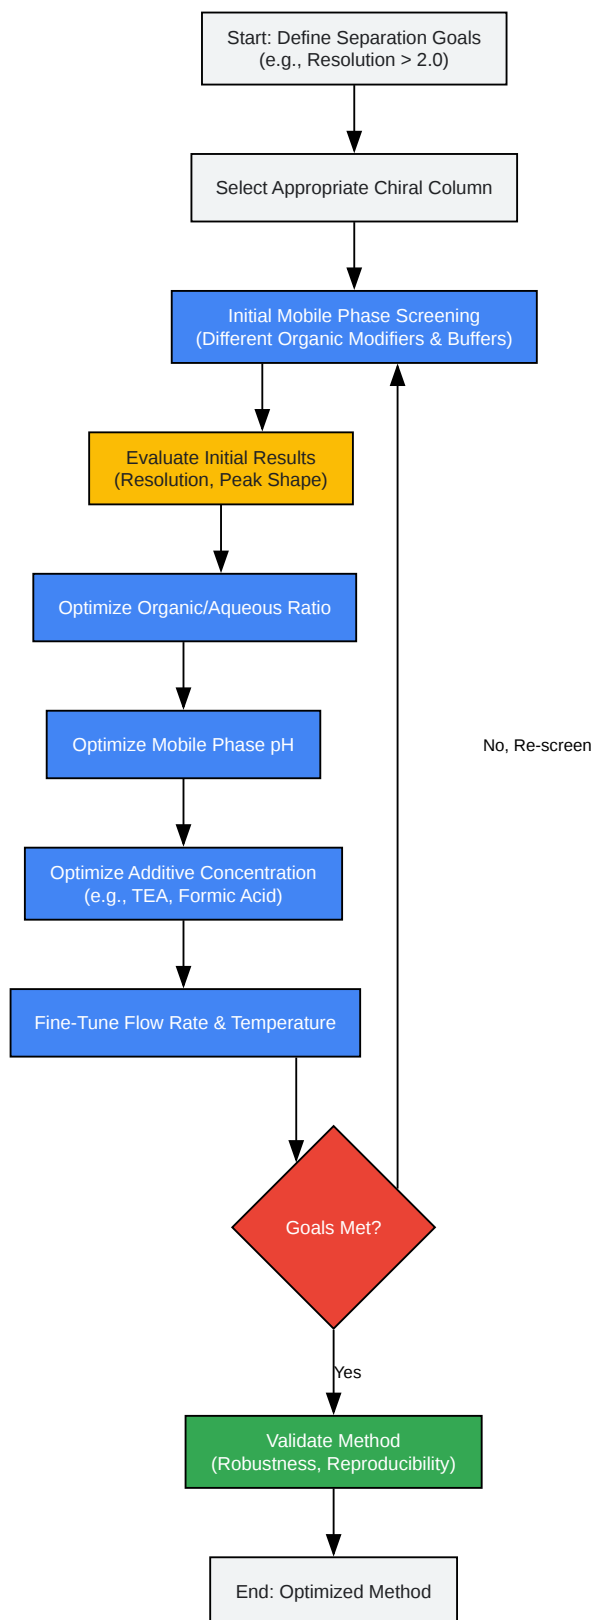 Start: Define Separation Goals
(e.g., Resolution > 2.0)
Select Appropriate Chiral Column
Initial Mobile Phase Screening
(Different Organic Modifiers & Buffers)
Evaluate Initial Results
(Resolution, Peak Shape)
Optimize Organic/Aqueous Ratio
Optimize Mobile Phase pH
No, Re-screen
Optimize Additive Concentration
(e.g., TEA, Formic Acid)
Fine-Tune Flow Rate & Temperature
Goals Met?
Yes
Validate Method
(Robustness, Reproducibility)
End: Optimized Method